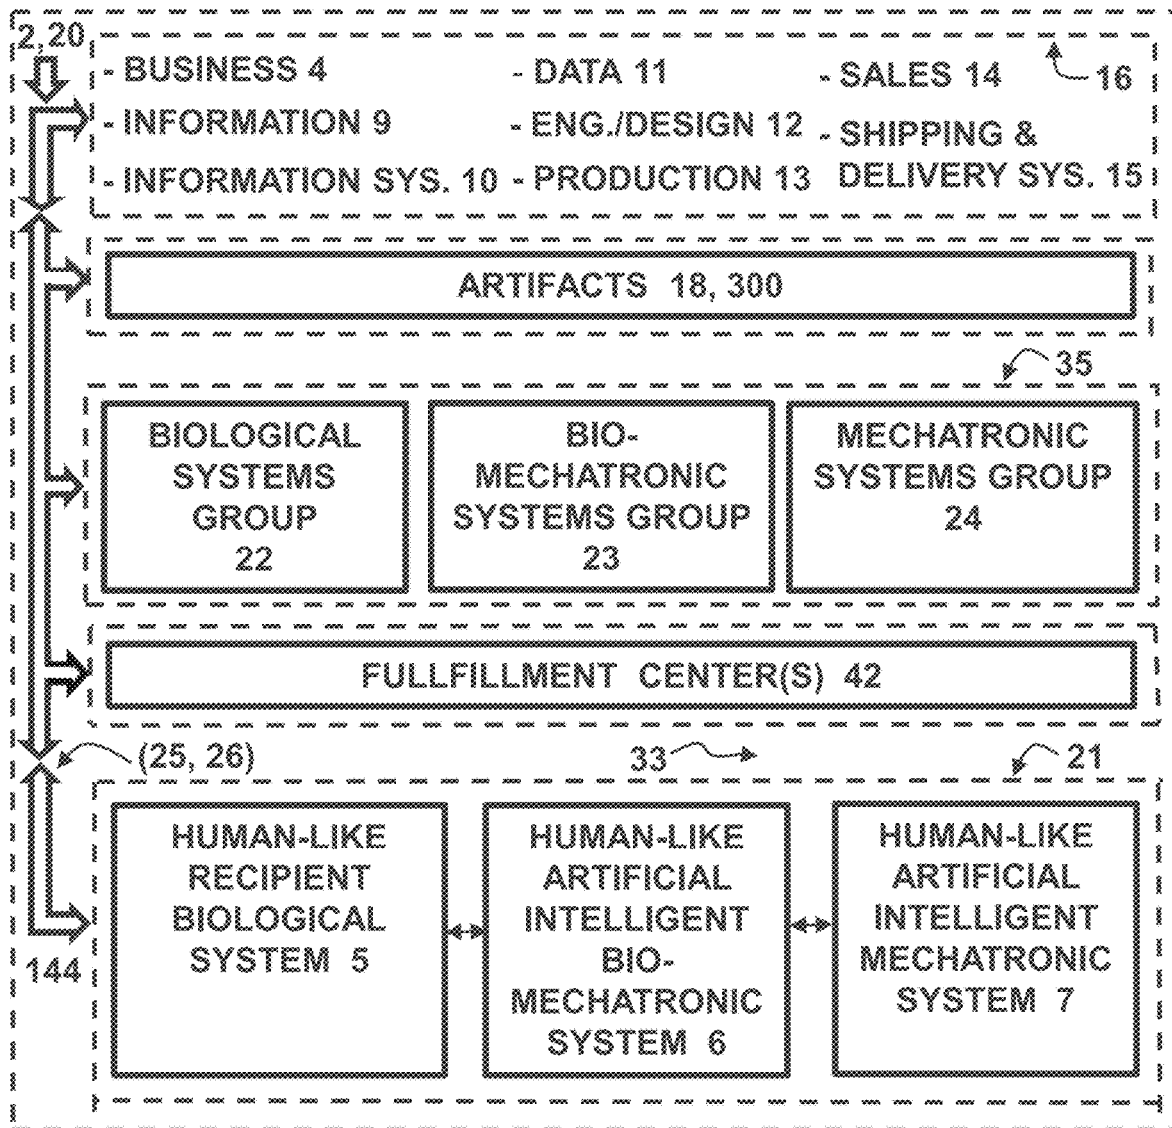 2, 20
- BUSINESS 4
- INFORMATION 9
- INFORMATION SYS. 10
- DATA 11
- ENG./DESIGN 12
- PRODUCTION 13
- SALES 14
- SHIPPING &
DELIVERY SYS. 15
16
ARTIFACTS 18, 300
35
BIOLOGICAL
SYSTEMS
GROUP
22
BIO-
MECHATRONIC
SYSTEMS GROUP
23
MECHATRONIC
SYSTEMS GROUP
24
FULLFILLMENT CENTER(S) 42
(25, 26)
33
21
144
HUMAN-LIKE
RECIPIENT
BIOLOGICAL
SYSTEM 5
HUMAN-LIKE
ARTIFICIAL
INTELLIGENT
BIO-
MECHATRONIC
SYSTEM 6
HUMAN-LIKE
ARTIFICIAL
INTELLIGENT
MECHATRONIC
SYSTEM 7